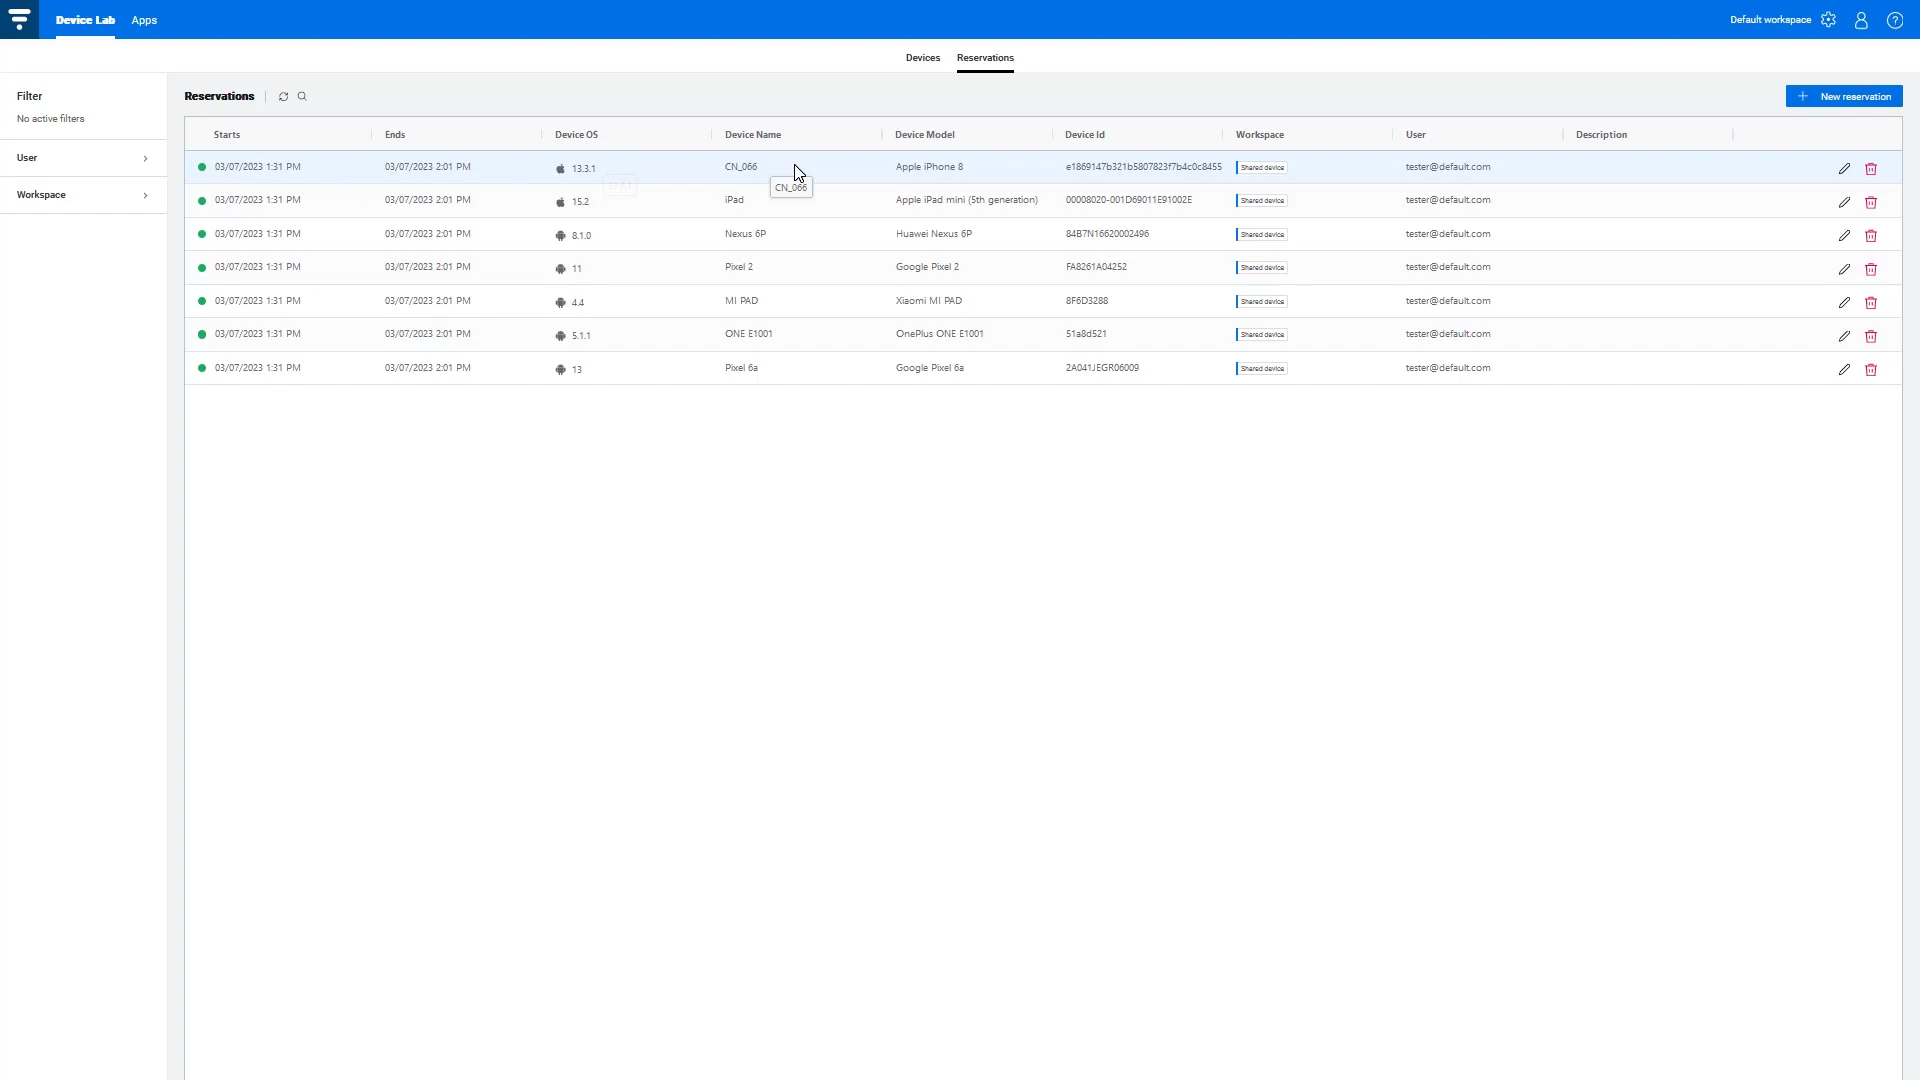 Device Lab Apps Default workspace
Devices Reservations
Filter
No active filters
User
Workspace
Reservations New reservation
Starts Ends Device OS Device Name Device Model Device Id Workspace User Description
03/07/2023 1:31 PM 03/07/2023 2:01 PM 13.3.1 CN_066 Apple iPhone 8 e1869147b321b5807823f7b4c0c8455 Shared device tester@default.com
CN_066
03/07/2023 1:31 PM 03/07/2023 2:01 PM 15.2 iPad Apple iPad mini (5th generation) 00008020-001D69011E91002E Shared device tester@default.com
03/07/2023 1:31 PM 03/07/2023 2:01 PM 8.1.0 Nexus 6P Huawei Nexus 6P 84B7N16620002496 Shared device tester@default.com
03/07/2023 1:31 PM 03/07/2023 2:01 PM 11 Pixel 2 Google Pixel 2 FA8261A04252 Shared device tester@default.com
03/07/2023 1:31 PM 03/07/2023 2:01 PM 4.4 MI PAD Xiaomi MI PAD 8F6D3288 Shared device tester@default.com
03/07/2023 1:31 PM 03/07/2023 2:01 PM 5.1.1 ONE E1001 OnePlus ONE E1001 51a8d521 Shared device tester@default.com
03/07/2023 1:31 PM 03/07/2023 2:01 PM 13 Pixel 6a Google Pixel 6a 2A041JEGR06009 Shared device tester@default.com